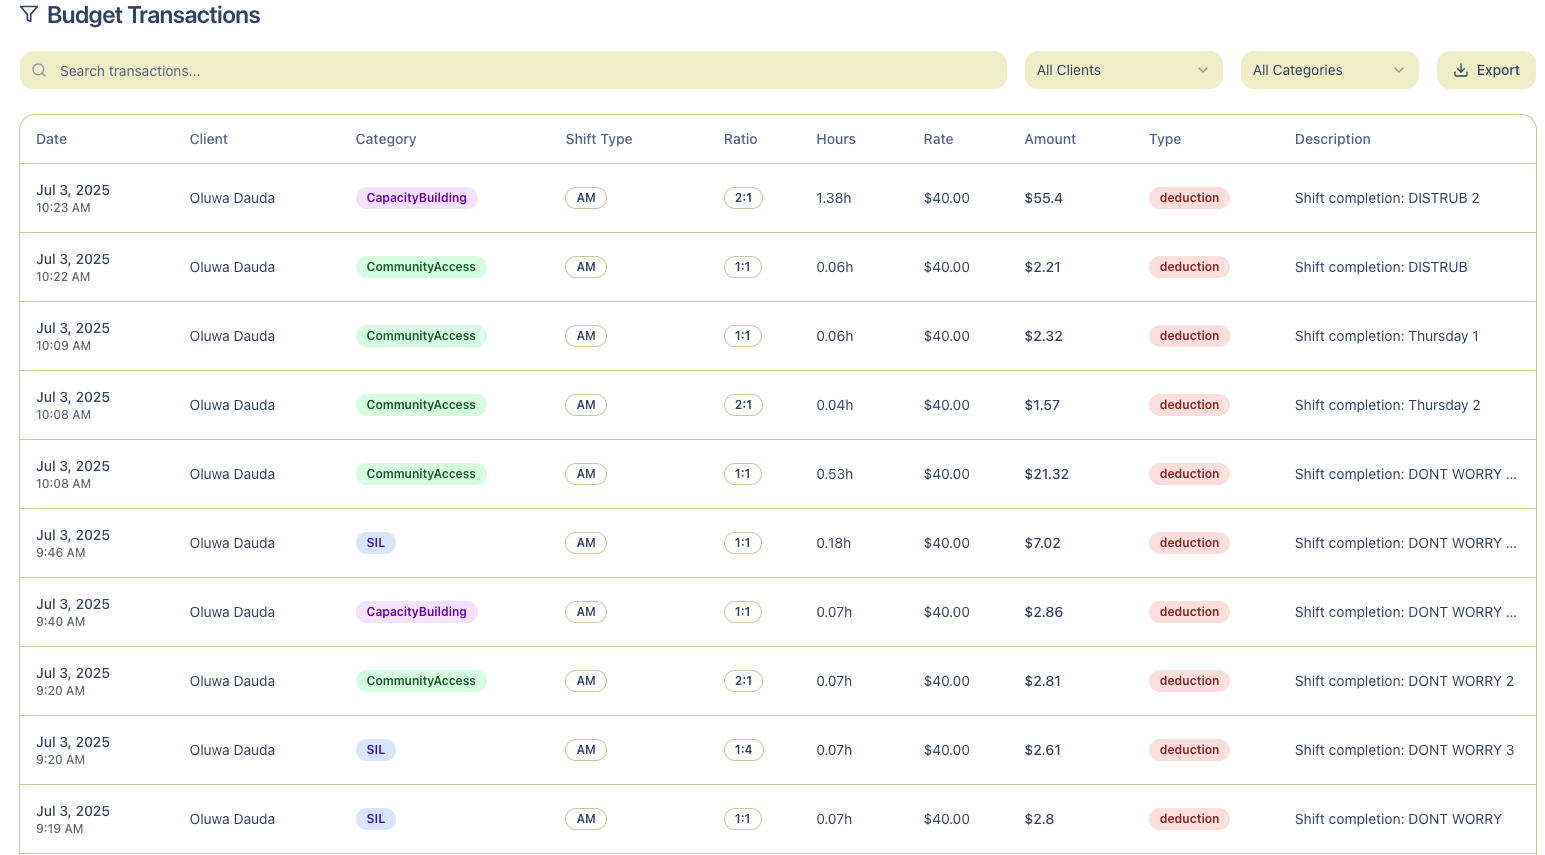 Budget Transactions
Search transactions...
All Clients
All Categories
Export
Date Client Category Shift Type Ratio Hours Rate Amount Type Description
Jul 3, 2025
10:23 AM
Oluwa Dauda CapacityBuilding AM 2:1 1.38h $40.00 $55.4 deduction Shift completion: DISTRUB 2
Jul 3, 2025
10:22 AM
Oluwa Dauda CommunityAccess AM 1:1 0.06h $40.00 $2.21 deduction Shift completion: DISTRUB
Jul 3, 2025
10:09 AM
Oluwa Dauda CommunityAccess AM 1:1 0.06h $40.00 $2.32 deduction Shift completion: Thursday 1
Jul 3, 2025
10:08 AM
Oluwa Dauda CommunityAccess AM 2:1 0.04h $40.00 $1.57 deduction Shift completion: Thursday 2
Jul 3, 2025
10:08 AM
Oluwa Dauda CommunityAccess AM 1:1 0.53h $40.00 $21.32 deduction Shift completion: DONT WORRY ...
Jul 3, 2025
9:46 AM
Oluwa Dauda SIL AM 1:1 0.18h $40.00 $7.02 deduction Shift completion: DONT WORRY ...
Jul 3, 2025
9:40 AM
Oluwa Dauda CapacityBuilding AM 1:1 0.07h $40.00 $2.86 deduction Shift completion: DONT WORRY ...
Jul 3, 2025
9:20 AM
Oluwa Dauda CommunityAccess AM 2:1 0.07h $40.00 $2.81 deduction Shift completion: DONT WORRY 2
Jul 3, 2025
9:20 AM
Oluwa Dauda SIL AM 1:4 0.07h $40.00 $2.61 deduction Shift completion: DONT WORRY 3
Jul 3, 2025
9:19 AM
Oluwa Dauda SIL AM 1:1 0.07h $40.00 $2.8 deduction Shift completion: DONT WORRY